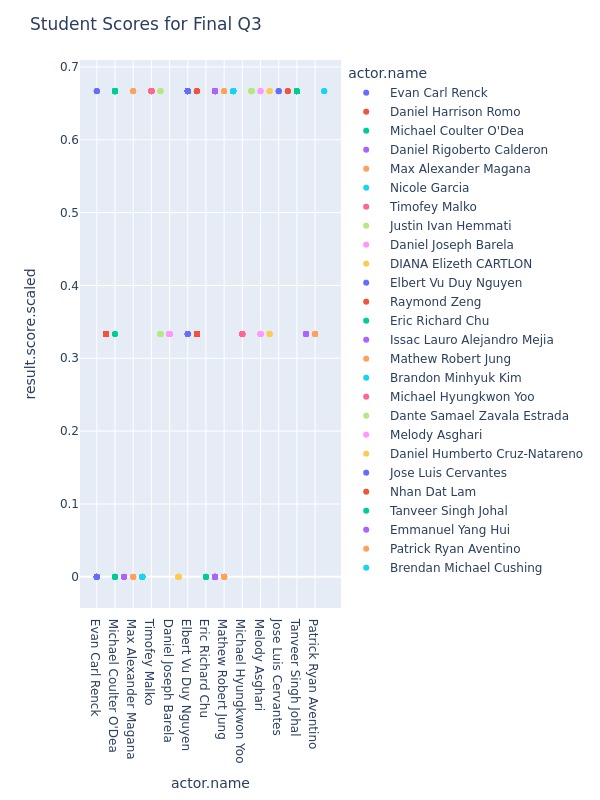 Student Scores for Final Q3
actor.name
Evan Carl Renck
Daniel Harrison Romo
Michael Coulter O'Dea
Daniel Rigoberto Calderon
Max Alexander Magana
Nicole Garcia
Timofey Malko
Justin Ivan Hemmati
Daniel Joseph Barela
DIANA Elizeth CARTLON
Elbert Vu Duy Nguyen
Raymond Zeng
Eric Richard Chu
Issac Lauro Alejandro Mejia
Mathew Robert Jung
Brandon Minhyuk Kim
Michael Hyungkwon Yoo
Dante Samael Zavala Estrada
Melody Asghari
Daniel Humberto Cruz-Natareno
Jose Luis Cervantes
Nhan Dat Lam
Tanveer Singh Johal
Emmanuel Yang Hui
Patrick Ryan Aventino
Brendan Michael Cushing
result.score.scaled
0.7
0.6
0.5
0.4
0.3
0.2
0.1
0
Evan Carl Renck
Michael Coulter O'Dea
Max Alexander Magana
Timofey Malko
Daniel Joseph Barela
Elbert Vu Duy Nguyen
Eric Richard Chu
Mathew Robert Jung
Michael Hyungkwon Yoo
Melody Asghari
Jose Luis Cervantes
Tanveer Singh Johal
Patrick Ryan Aventino
actor.name